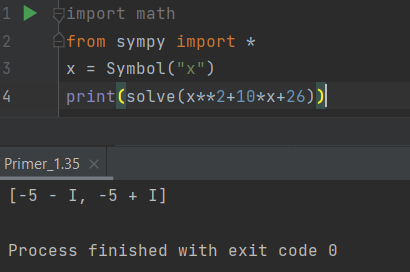 1 import math
2 from sympy import *
3 x = Symbol("x")
4 print(solve(x**2+10*x+26))
Primer_1.35 ×
[-5 - I, -5 + I]
Process finished with exit code 0